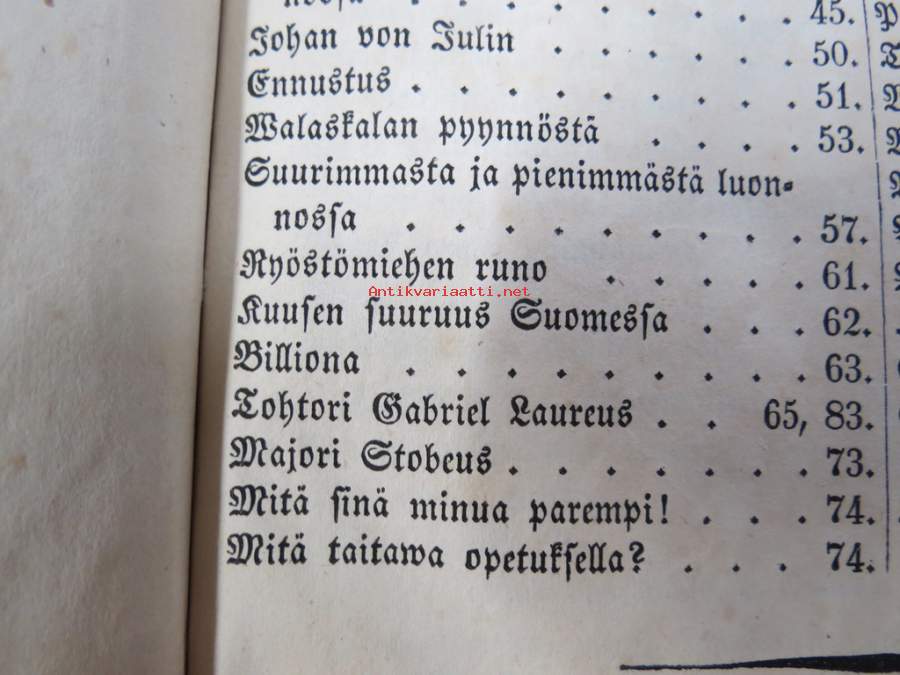 45.
Johan von Julin . . . . . . 50.
Ennustus . . . . . . . . 51.
Walaskalan pyynnöstä . . . . 53.
Suurimmasta ja pienimmästä luon-
nossa . . . . . . . . . 57.
Ryöstömiehen runo . . . . . 61.
Antikvariaatti.net
Kuusen suuruus Suomessa . . . 62.
Billiona . . . . . . . . . 63.
Tohtori Gabriel Laureus . . 65, 83.
Majori Stobeus . . . . . . . 73.
Mitä sinä minua parempi! . . . 74.
Mitä taitawa opetuksella? . . . 74.